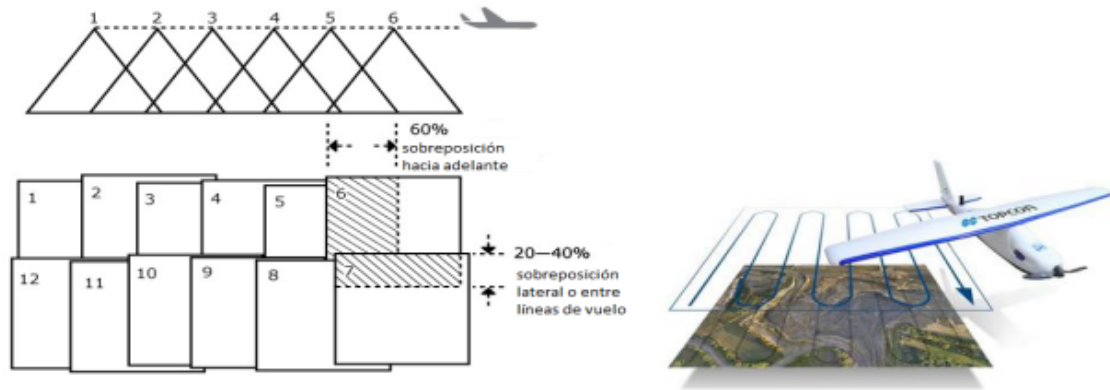 1 2 3 4 5 6
60%
sobreposición
hacia adelante
1 2 3 4 5 6
20—40%
sobreposición
lateral o entre
líneas de vuelo
12 11 10 9 8 7
TOPCON